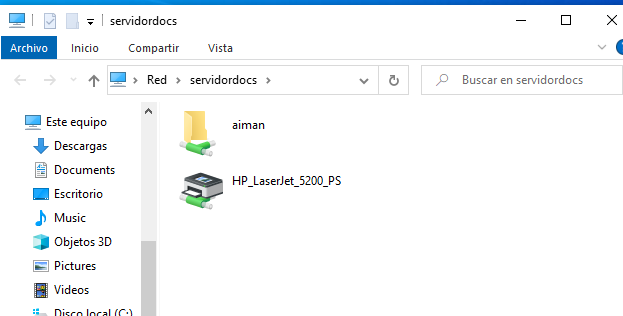 servidordocs
Archivo Inicio Compartir Vista
Red servidordocs
Buscar en servidordocs
Este equipo
Descargas
Documents
Escritorio
Music
Objetos 3D
Pictures
Videos
Disco local (C:)
aiman
HP_LaserJet_5200_PS